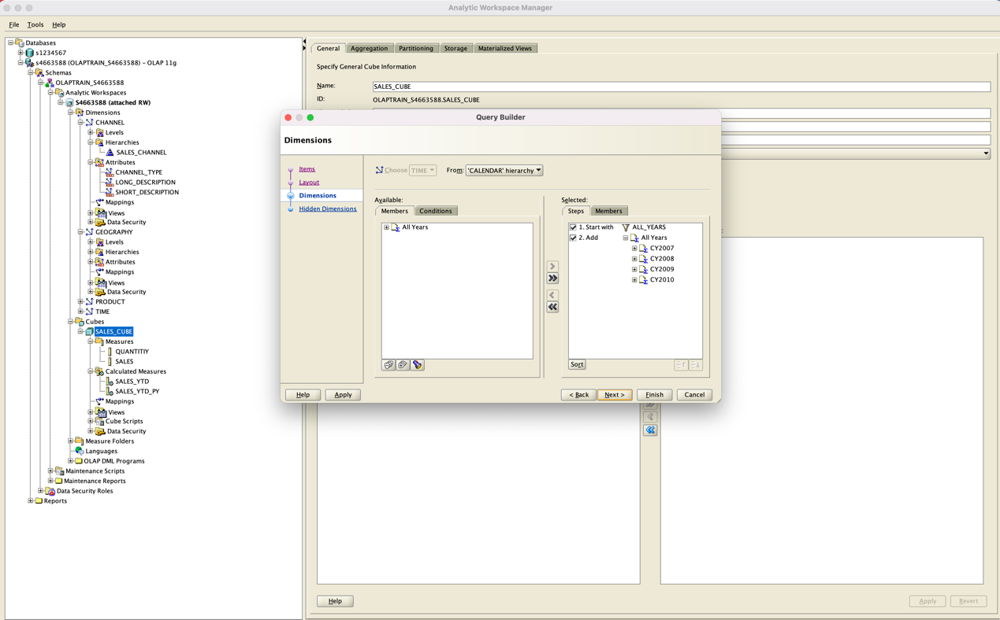 Analytic Workspace Manager
File Tools Help
Databases
s1234567
s4663588 (OLAPTRAIN_S4663588) - OLAP 11g
Schemas
OLAPTRAIN_S4663588
Analytic Workspaces
S4663588 (attached RW)
Dimensions
CHANNEL
Levels
Hierarchies
SALES_CHANNEL
Attributes
CHANNEL_TYPE
LONG_DESCRIPTION
SHORT_DESCRIPTION
Mappings
Views
Data Security
GEOGRAPHY
Levels
Hierarchies
Attributes
Mappings
Views
Data Security
PRODUCT
TIME
Cubes
SALES_CUBE
Measures
QUANTITIY
SALES
Calculated Measures
SALES_YTD
SALES_YTD_PY
Mappings
Views
Cube Scripts
Data Security
Measure Folders
Languages
OLAP DML Programs
Maintenance Scripts
Maintenance Reports
Data Security Roles
Reports
General Aggregation Partitioning Storage Materialized Views
Specify General Cube Information
Name: SALES_CUBE
ID: OLAPTRAIN_S4663588.SALES_CUBE
Query Builder
Dimensions
Items
Layout
Dimensions
Hidden Dimensions
Choose TIME From: 'CALENDAR' hierarchy
Available:
Members Conditions
All Years
Selected:
Steps Members
1. Start with ALL_YEARS
2. Add All Years
CY2007
CY2008
CY2009
CY2010
Sort
Help Apply < Back Next > Finish Cancel
Help Apply Revert